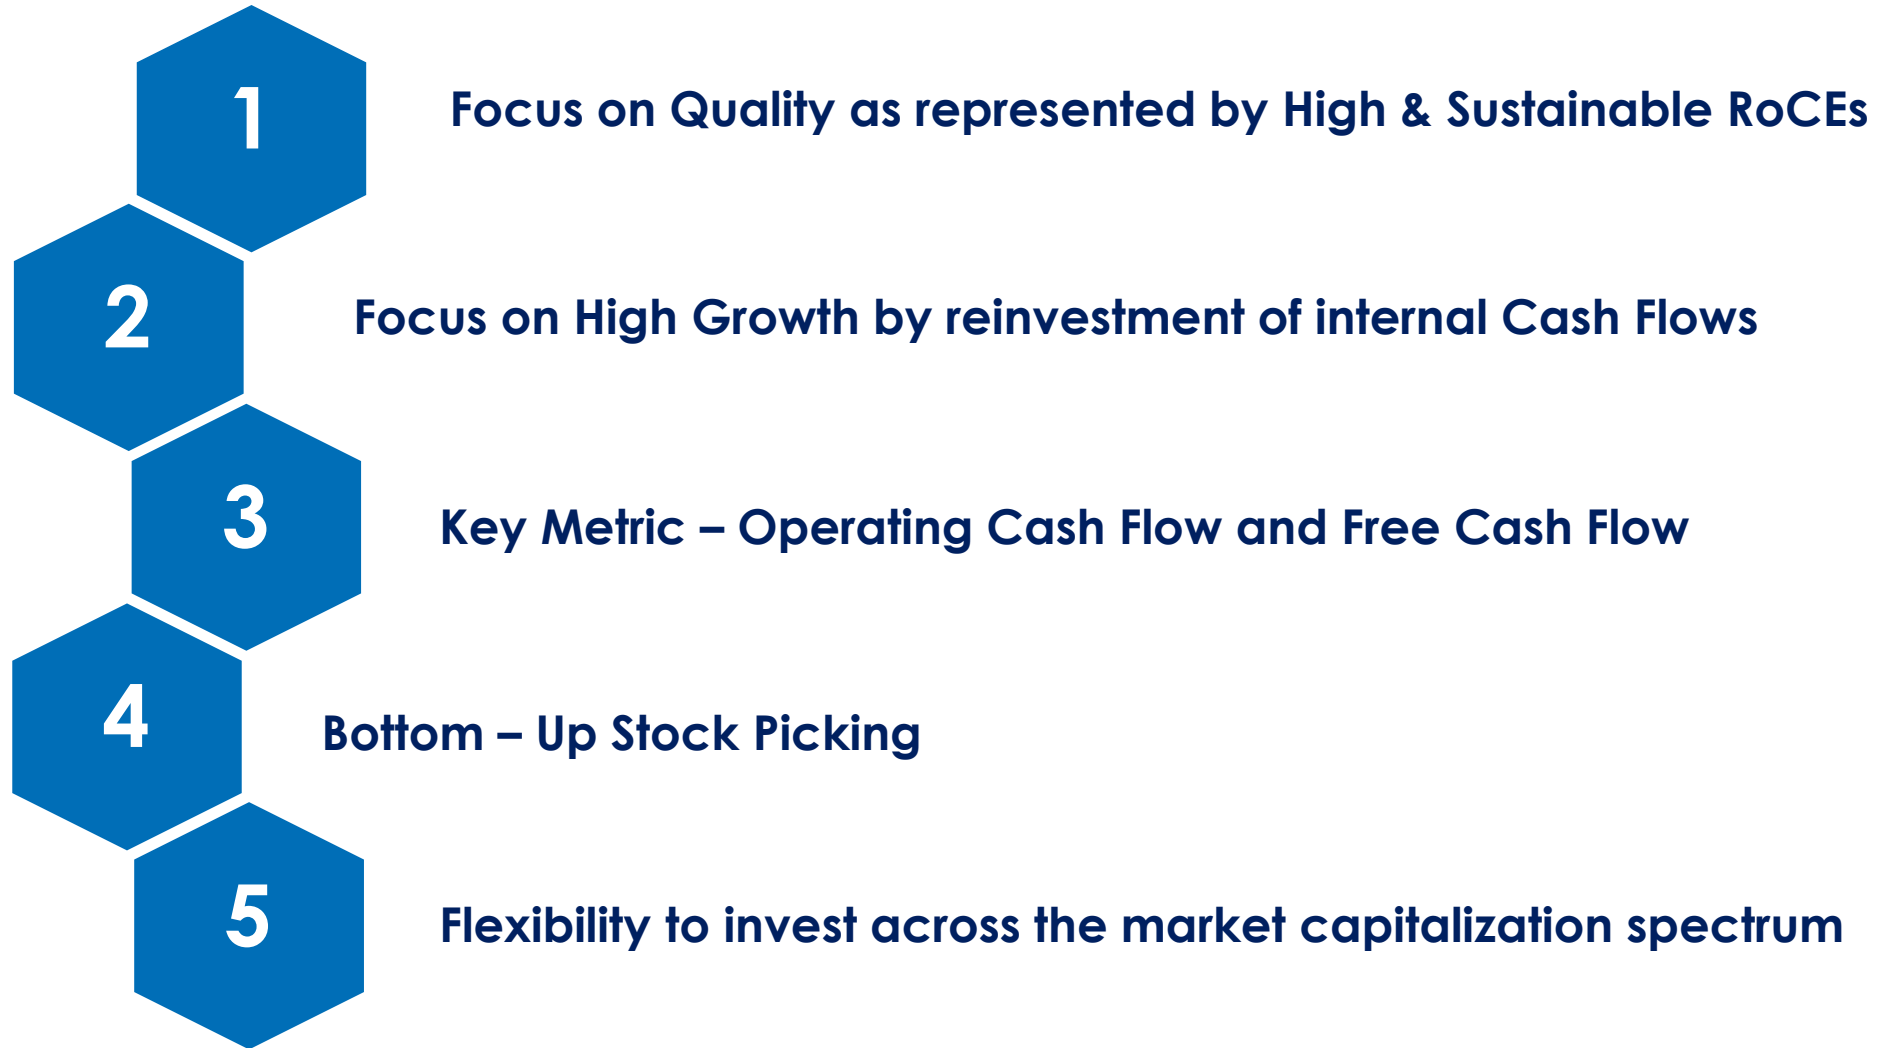 1
Focus on Quality as represented by High & Sustainable RoCEs
2
Focus on High Growth by reinvestment of internal Cash Flows
3
Key Metric – Operating Cash Flow and Free Cash Flow
4
Bottom – Up Stock Picking
5
Flexibility to invest across the market capitalization spectrum